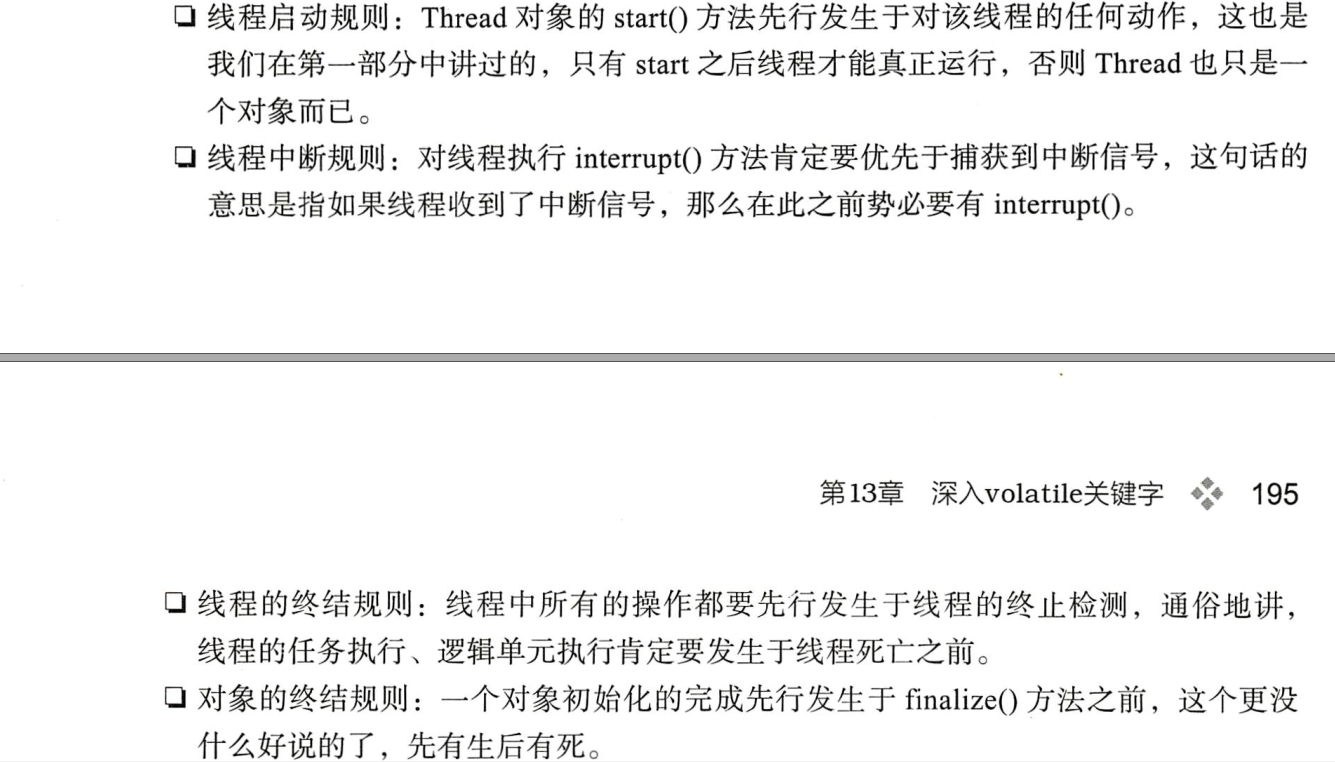 ❏ 线程启动规则：Thread 对象的 start() 方法先行发生于对该线程的任何动作，这也是
我们在第一部分中讲过的，只有 start 之后线程才能真正运行，否则 Thread 也只是一
个对象而已。
❏ 线程中断规则：对线程执行 interrupt() 方法肯定要优先于捕获到中断信号，这句话的
意思是指如果线程收到了中断信号，那么在此之前势必要有 interrupt()。
第13章 深入volatile关键字 195
❏ 线程的终结规则：线程中所有的操作都要先行发生于线程的终止检测，通俗地讲，
线程的任务执行、逻辑单元执行肯定要发生于线程死亡之前。
❏ 对象的终结规则：一个对象初始化的完成先行发生于 finalize() 方法之前，这个更没
什么好说的了，先有生后有死。